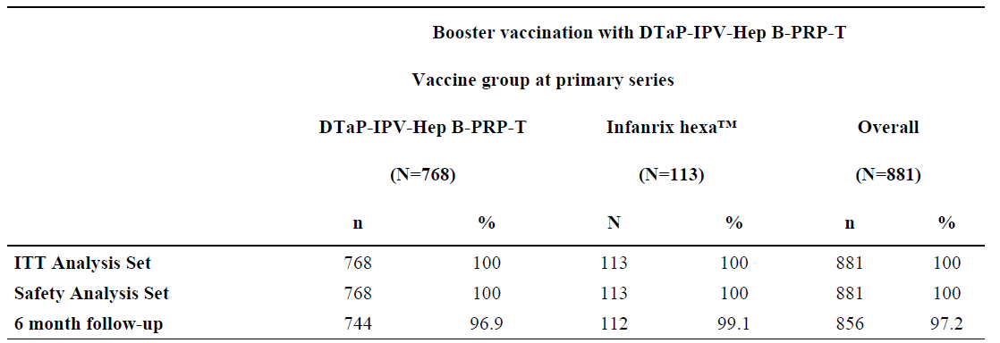 Booster vaccination with DTaP-IPV-Hep B-PRP-T
Vaccine group at primary series
DTaP-IPV-Hep B-PRP-T Infanrix hexa™ Overall
(N=768) (N=113) (N=881)
n % N % n %
ITT Analysis Set 768 100 113 100 881 100
Safety Analysis Set 768 100 113 100 881 100
6 month follow-up 744 96.9 112 99.1 856 97.2